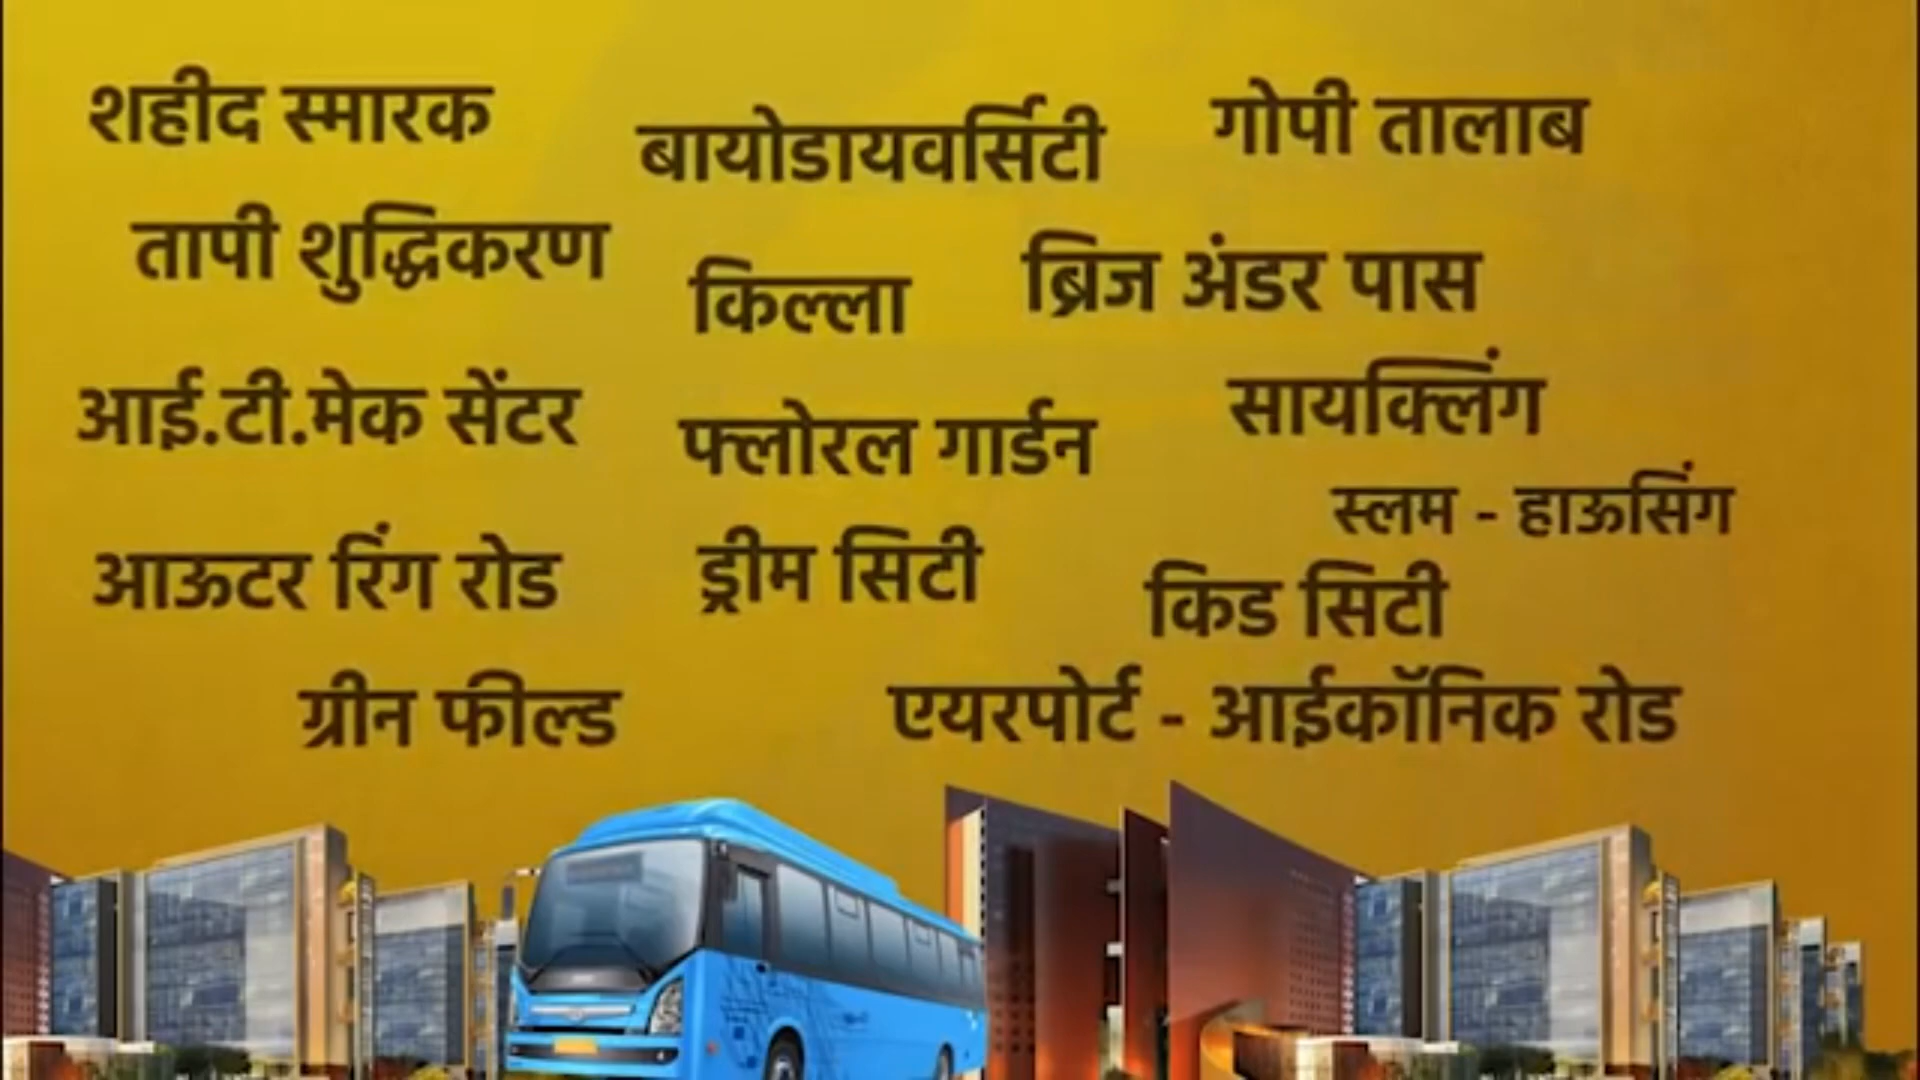 शहीद स्मारक
बायोडायवर्सिटी
गोपी तालाब
तापी शुद्धिकरण
किल्ला
ब्रिज अंडर पास
आई.टी.मेक सेंटर
फ्लोरल गार्डन
सायक्लिंग
स्लम - हाऊसिंग
आऊटर रिंग रोड
ड्रीम सिटी
किड सिटी
ग्रीन फील्ड
एयरपोर्ट - आईकॉनिक रोड